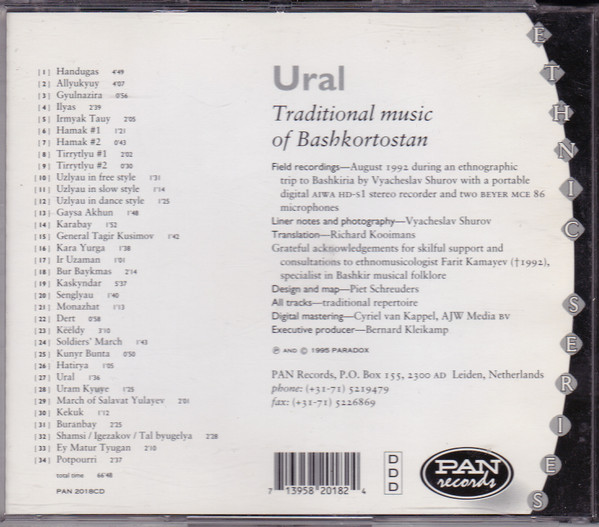 [ 1 ] Handugas 4'49
[ 2 ] Allyukyuy 4'07
[ 3 ] Gyulnazira 0'56
[ 4 ] Ilyas 2'39
[ 5 ] Irmyak Tauy 2'05
[ 6 ] Hamak #1 1'21
[ 7 ] Hamak #2 0'43
[ 8 ] Tirrytlyu #1 2'02
[ 9 ] Tirrytlyu #2 0'30
[ 10 ] Uzlyau in free style 1'31
[ 11 ] Uzlyau in slow style 1'14
[ 12 ] Uzlyau in dance style 1'25
[ 13 ] Gaysa Akhun 1'48
[ 14 ] Karabay 1'52
[ 15 ] General Tagir Kusimov 1'42
[ 16 ] Kara Yurga 1'38
[ 17 ] Ir Uzaman 1'01
[ 18 ] Bur Baykmas 2'14
[ 19 ] Kaskyndar 5'37
[ 20 ] Senglyau 1'40
[ 21 ] Monazhat 1'13
[ 22 ] Dert 0'58
[ 23 ] Këëldy 3'10
[ 24 ] Soldiers' March 1'43
[ 25 ] Kunyr Bunta 0'50
[ 26 ] Hatirya 1'05
[ 27 ] Ural 1'36
[ 28 ] Uram Kyuye 1'25
[ 29 ] March of Salavat Yulayev 2'01
[ 30 ] Kekuk 1'12
[ 31 ] Buranbay 2'25
[ 32 ] Shamsi / Igezakov / Tal byugelya 2'28
[ 33 ] Ey Matur Tyugan 2'10
[ 34 ] Potpourri 2'37
total time 66'48
PAN 2018CD
Ural
Traditional music
of Bashkortostan
Field recordings—August 1992 during an ethnographic
trip to Bashkiria by Vyacheslav Shurov with a portable
digital AIWA HD-S1 stereo recorder and two BEYER MCE 86
microphones
Liner notes and photography—Vyacheslav Shurov
Translation—Richard Kooimans
Grateful acknowledgements for skilful support and
consultations to ethnomusicologist Farit Kamayev (†1992),
specialist in Bashkir musical folklore
Design and map—Piet Schreuders
All tracks—traditional repertoire
Digital mastering—Cyriel van Kappel, AJW Media BV
Executive producer—Bernard Kleikamp
℗ AND © 1995 PARADOX
PAN Records, P.O. Box 155, 2300 AD Leiden, Netherlands
phone: (+31-71) 5219479
fax: (+31-71) 5226869
7 13958 20182 4
D
D
D
PAN
records
ETHNIC SERIES